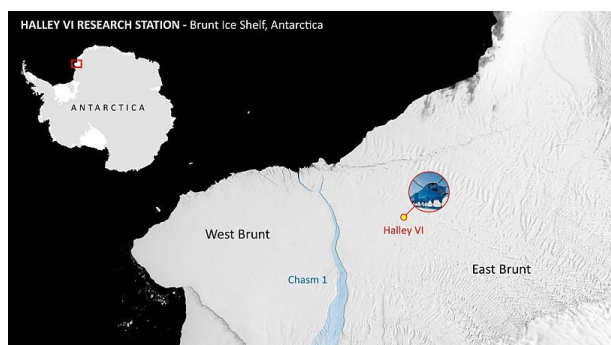 HALLEY VI RESEARCH STATION - Brunt Ice Shelf, Antarctica
ANTARCTICA
West Brunt
Halley VI
East Brunt
Chasm 1